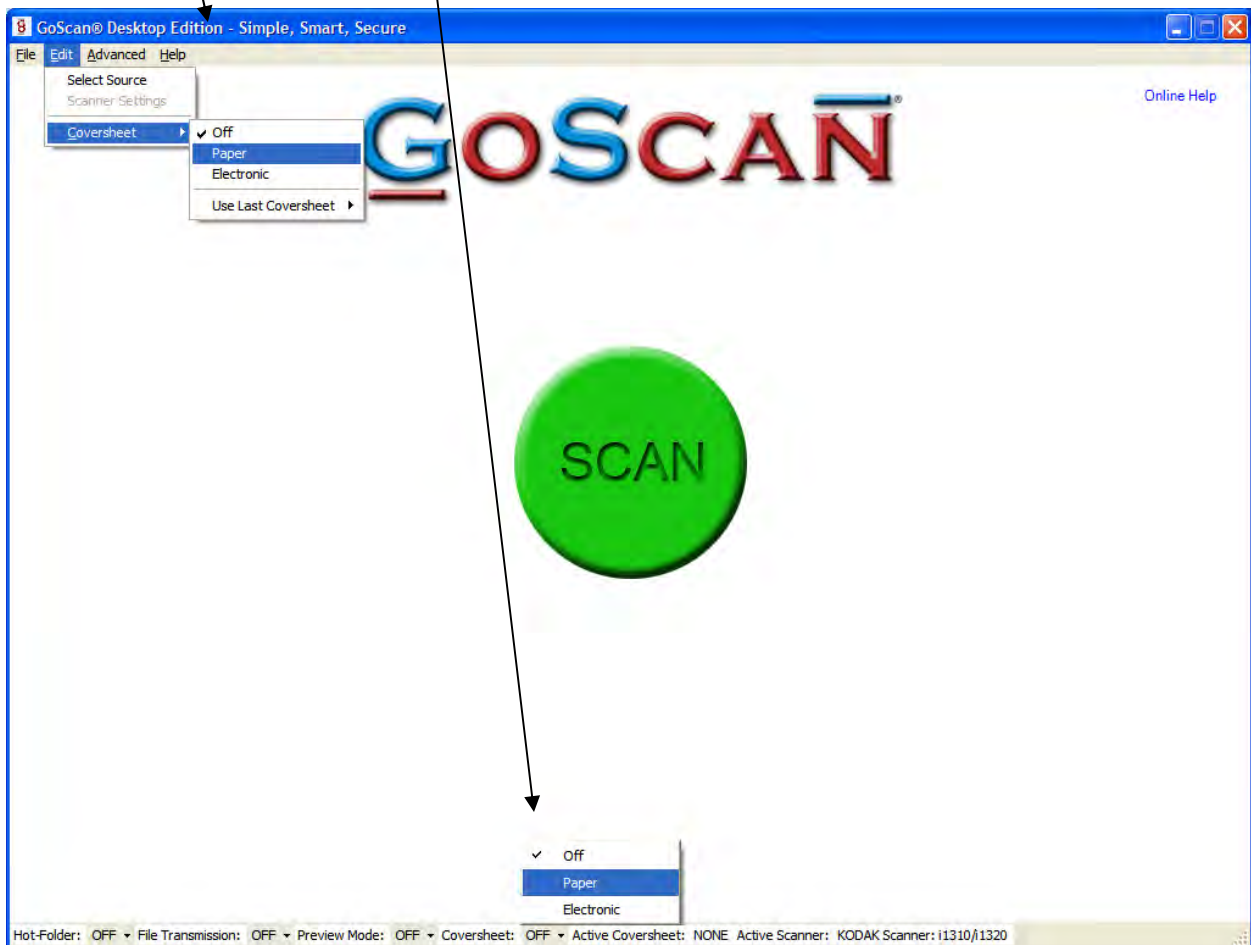 GoScan® Desktop Edition - Simple, Smart, Secure
File Edit Advanced Help
Select Source
Scanner Settings
Coversheet
Off
Paper
Electronic
Use Last Coversheet
GOSCAN®
Online Help
SCAN
Off
Paper
Electronic
Hot-Folder: OFF File Transmission: OFF Preview Mode: OFF Coversheet: OFF Active Coversheet: NONE Active Scanner: KODAK Scanner: i1310/i1320